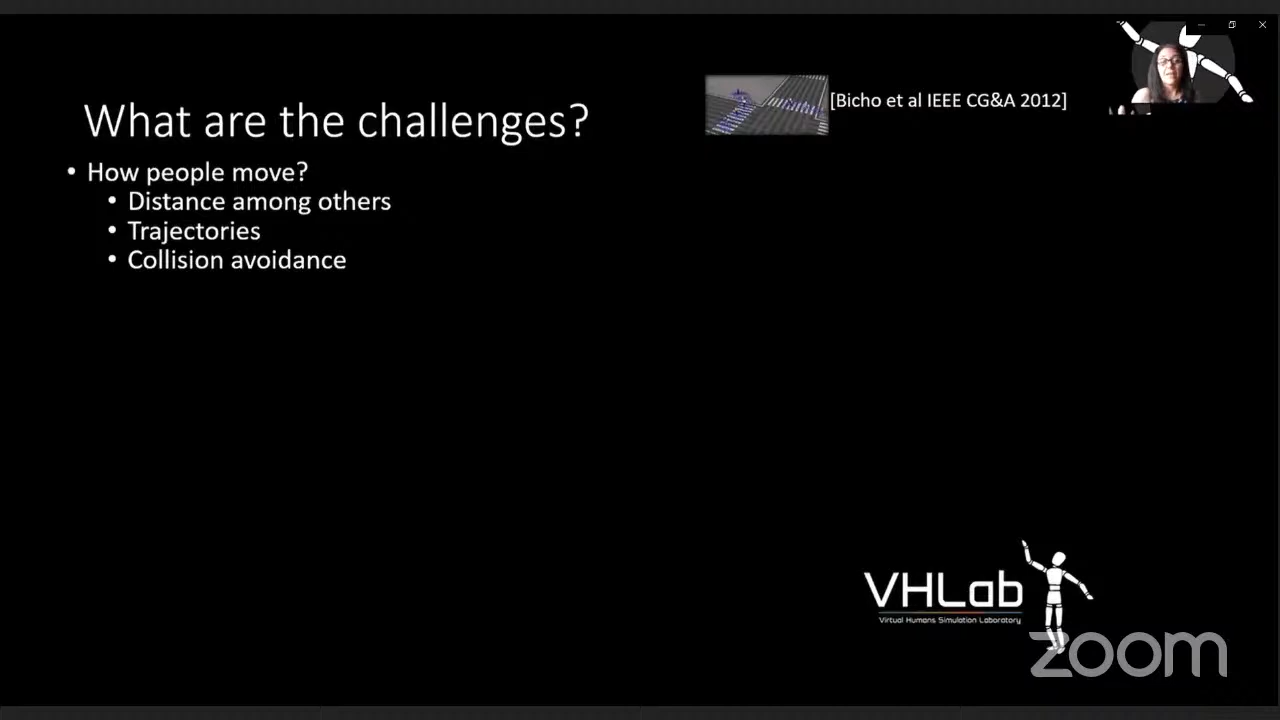 What are the challenges?
[Bicho et al IEEE CG&A 2012]
• How people move?
• Distance among others
• Trajectories
• Collision avoidance
VHLab
Virtual Humans Simulation Laboratory
zoom